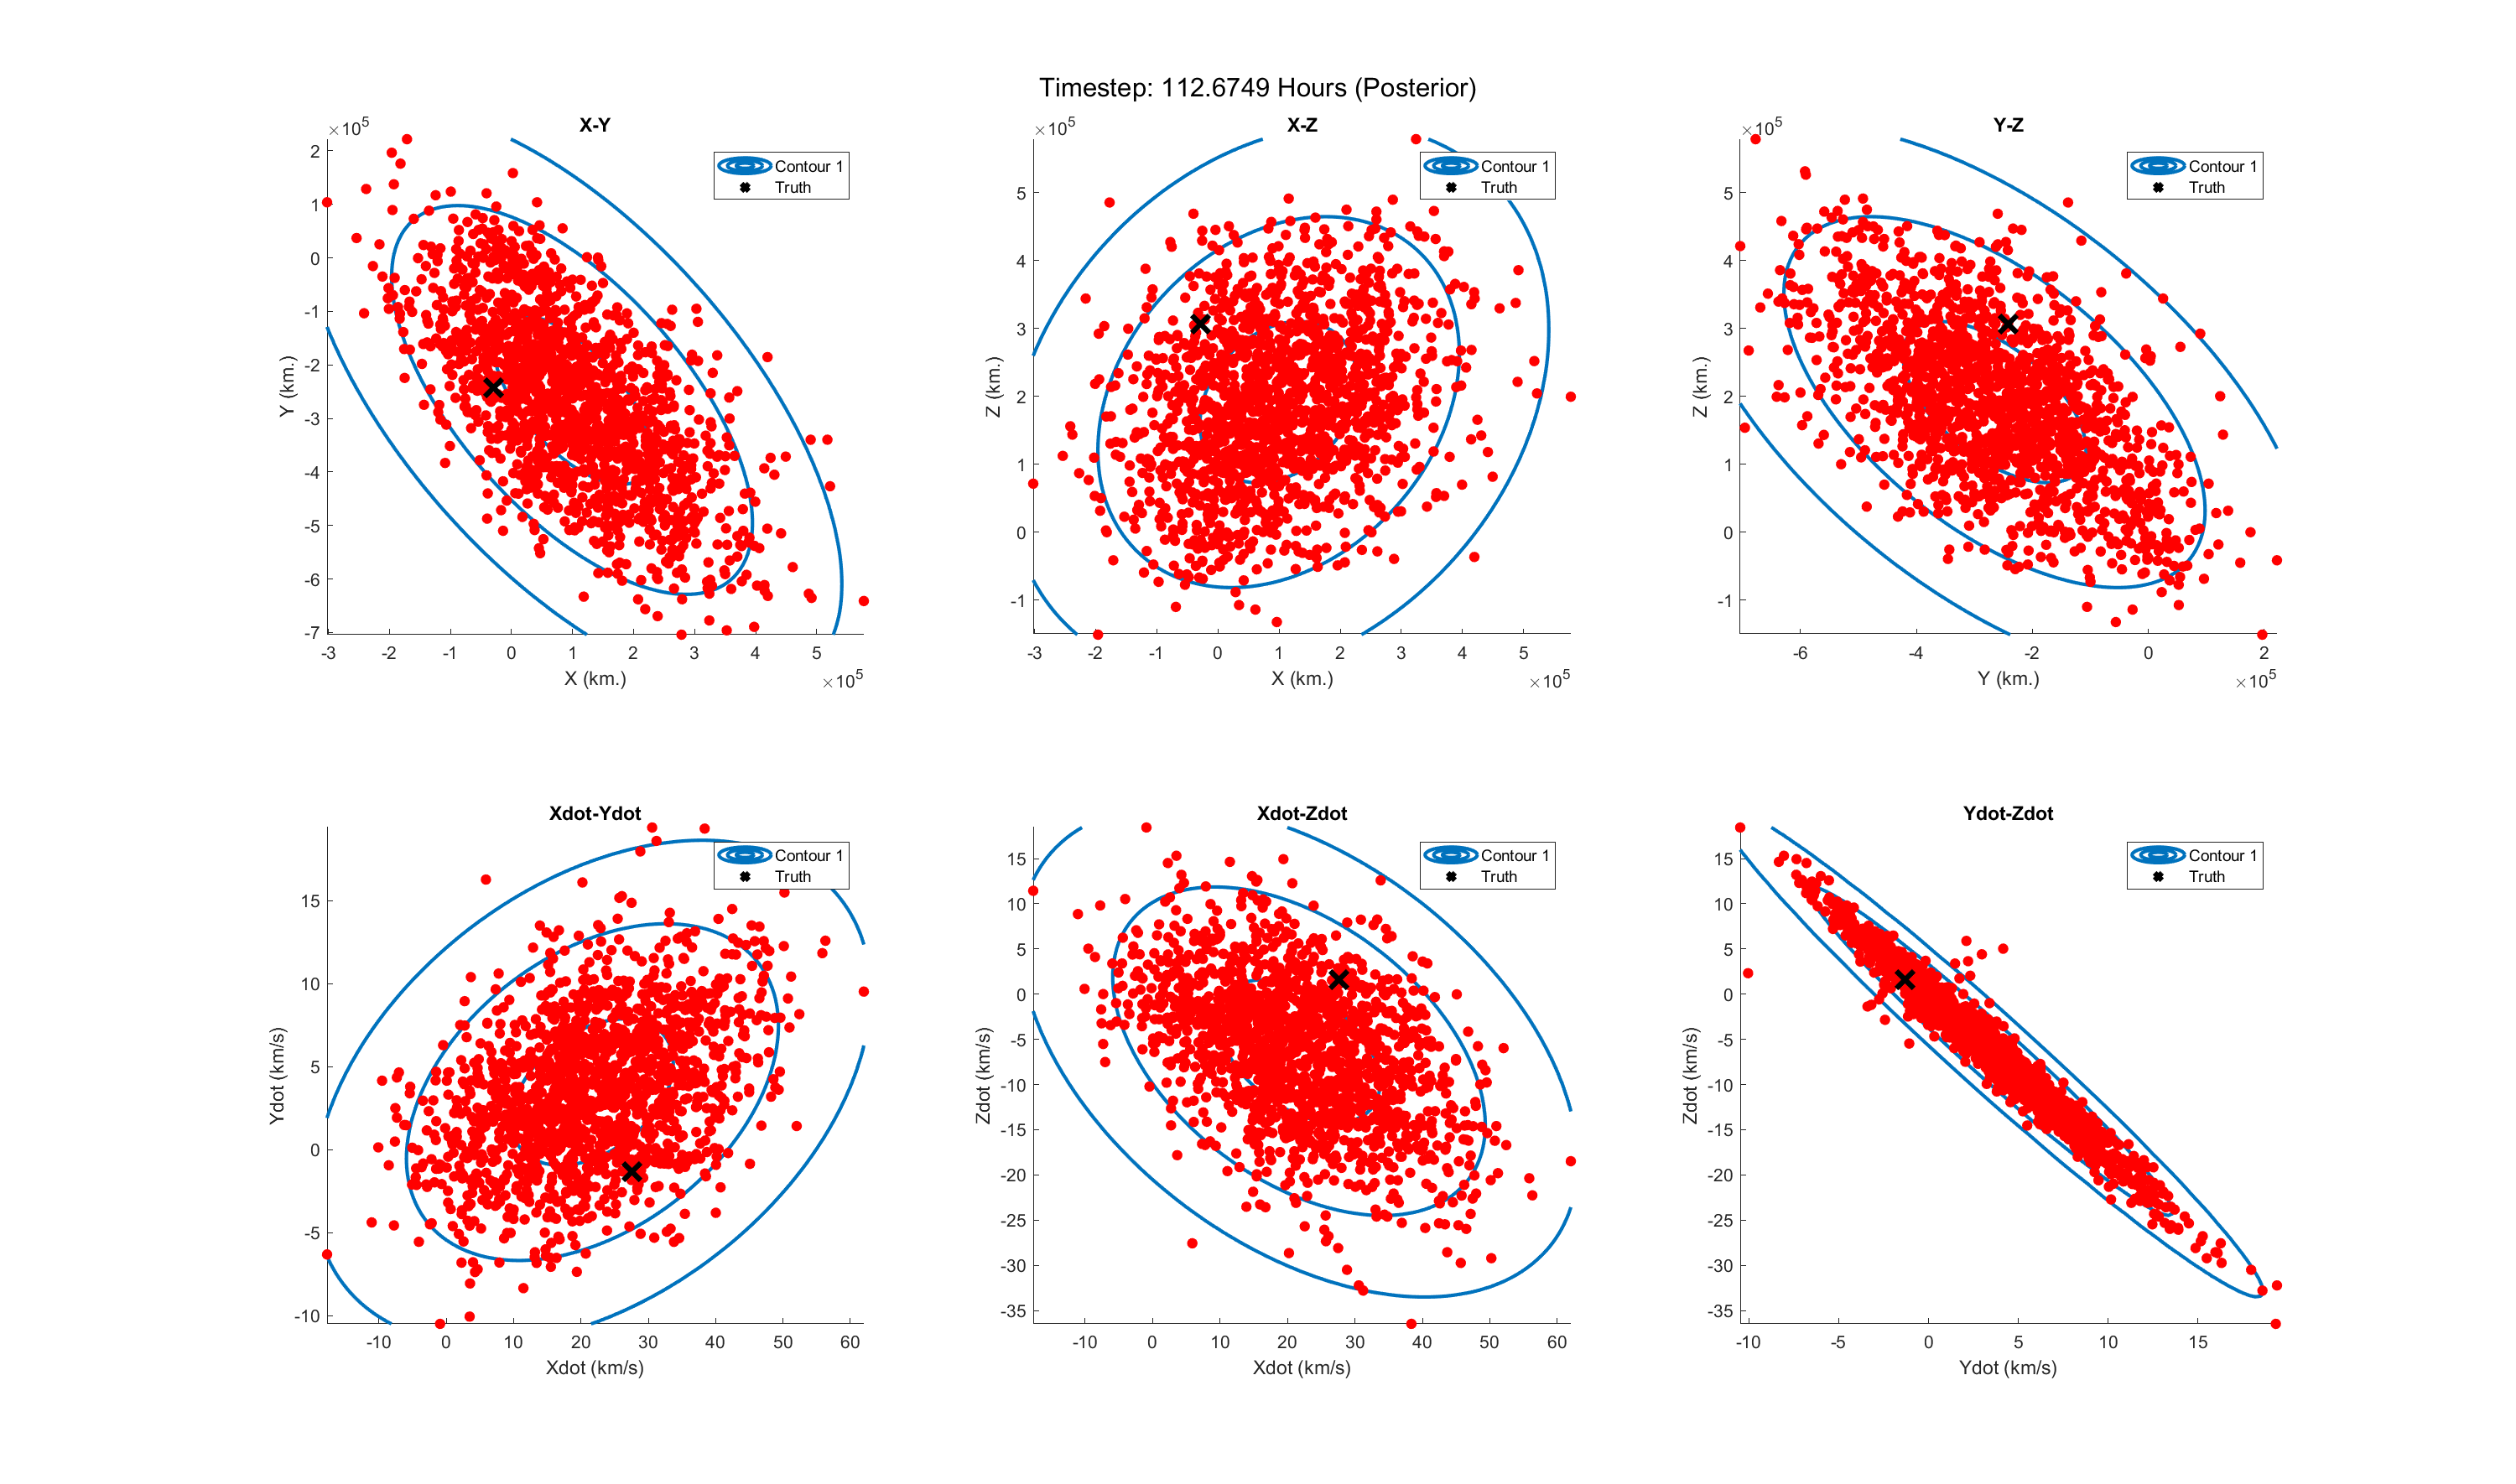 Timestep: 112.6749 Hours (Posterior)
X-Y
×10^5
2
1
0
-1
-2
-3
-4
-5
-6
-7
Y (km.)
-3 -2 -1 0 1 2 3 4 5
X (km.)
×10^5
Contour 1
Truth
X-Z
×10^5
5
4
3
2
1
0
-1
Z (km.)
-3 -2 -1 0 1 2 3 4 5
X (km.)
×10^5
Contour 1
Truth
Y-Z
×10^5
5
4
3
2
1
0
-1
Z (km.)
-6 -4 -2 0 2
Y (km.)
×10^5
Contour 1
Truth
Xdot-Ydot
15
10
5
0
-5
-10
Ydot (km/s)
-10 0 10 20 30 40 50 60
Xdot (km/s)
Contour 1
Truth
Xdot-Zdot
15
10
5
0
-5
-10
-15
-20
-25
-30
-35
Zdot (km/s)
-10 0 10 20 30 40 50 60
Xdot (km/s)
Contour 1
Truth
Ydot-Zdot
15
10
5
0
-5
-10
-15
-20
-25
-30
-35
Zdot (km/s)
-10 -5 0 5 10 15
Ydot (km/s)
Contour 1
Truth